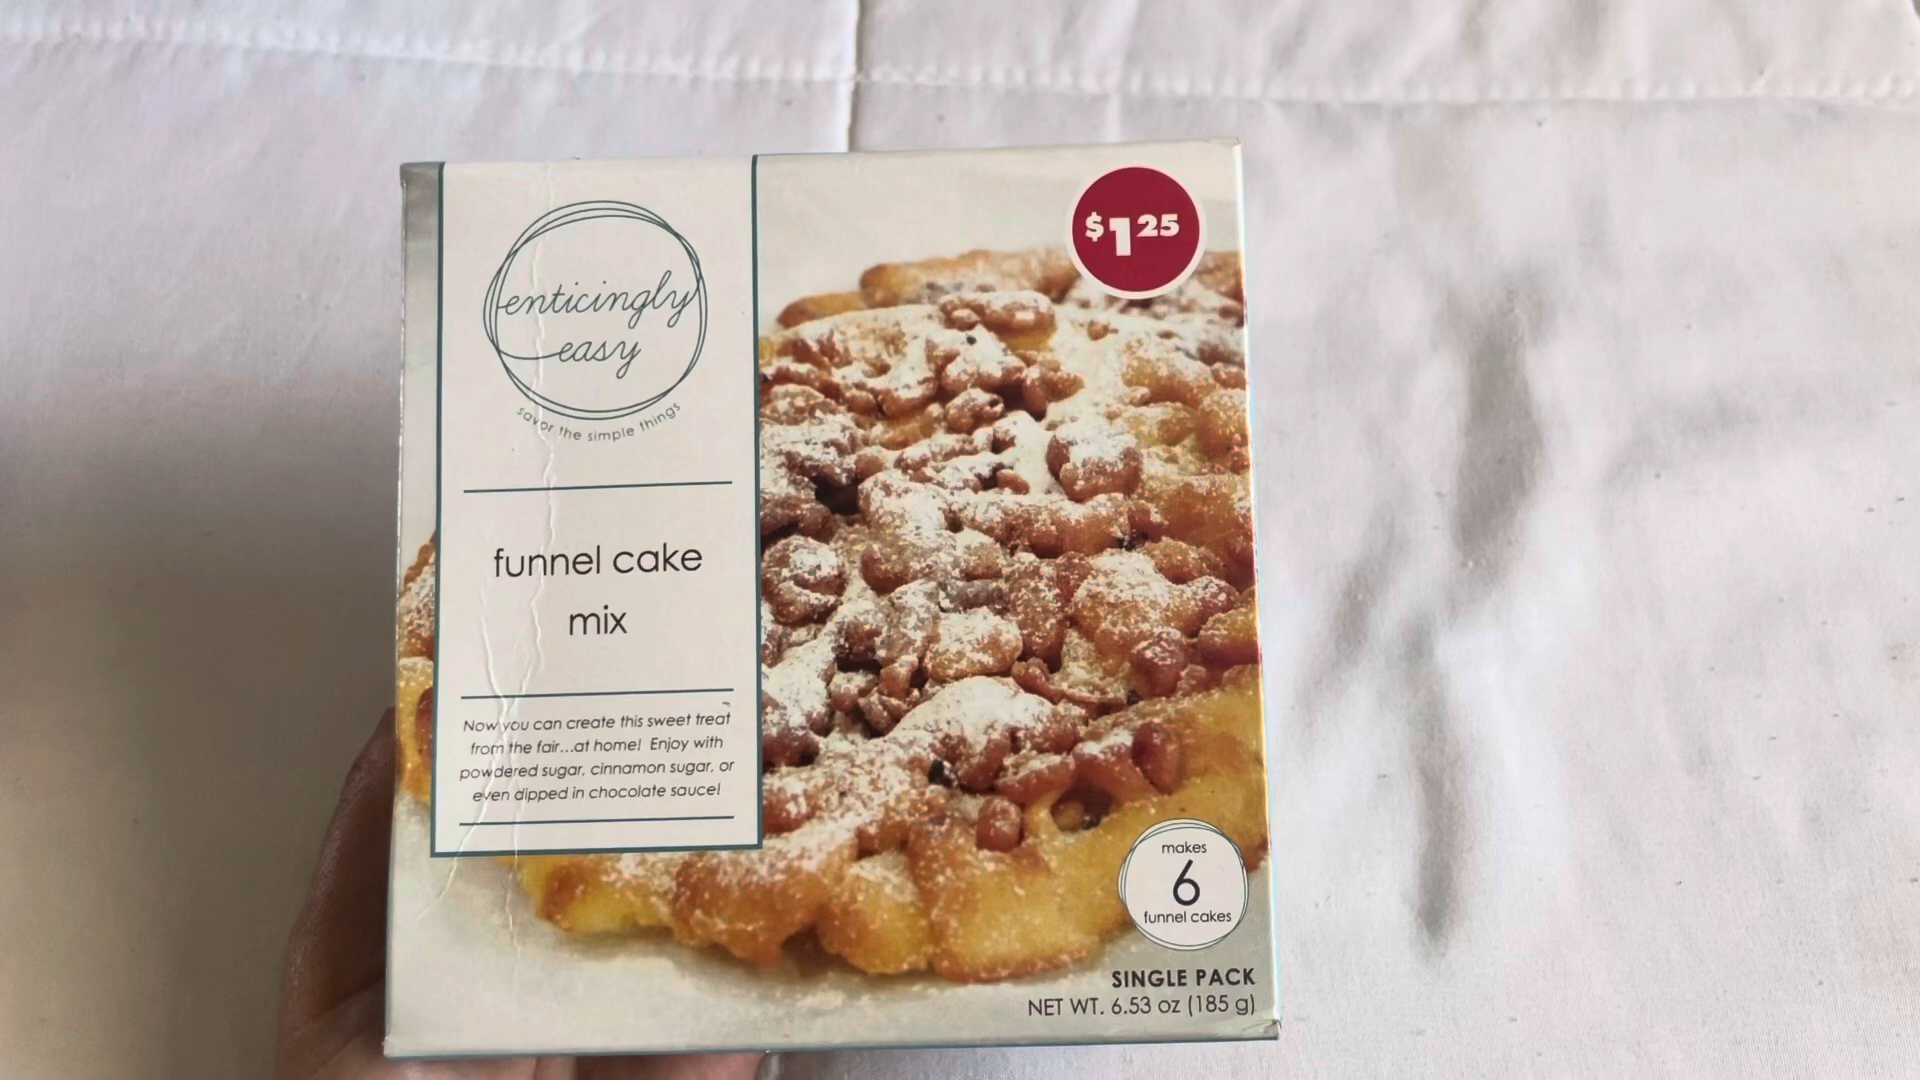 enticingly
easy
savor the simple things
$1.25
funnel cake
mix
Now you can create this sweet treat
from the fair...at home! Enjoy with
powdered sugar, cinnamon sugar, or
even dipped in chocolate sauce!
makes
6
funnel cakes
SINGLE PACK
NET WT. 6.53 oz (185 g)